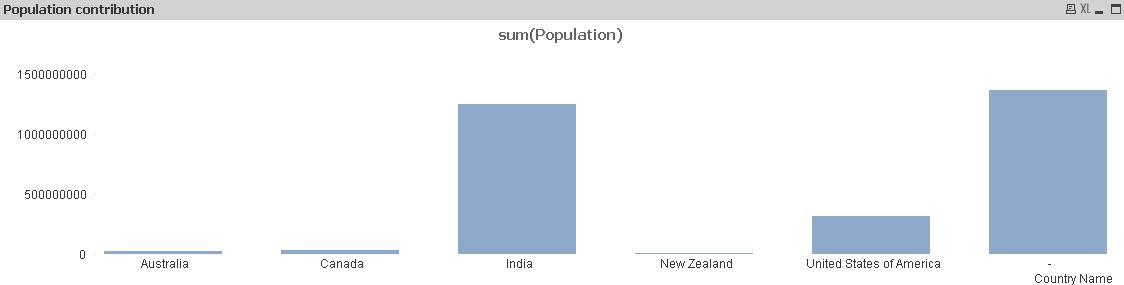 Population contribution XL
sum(Population)
1500000000
1000000000
500000000
0
Australia Canada India New Zealand United States of America -
Country Name